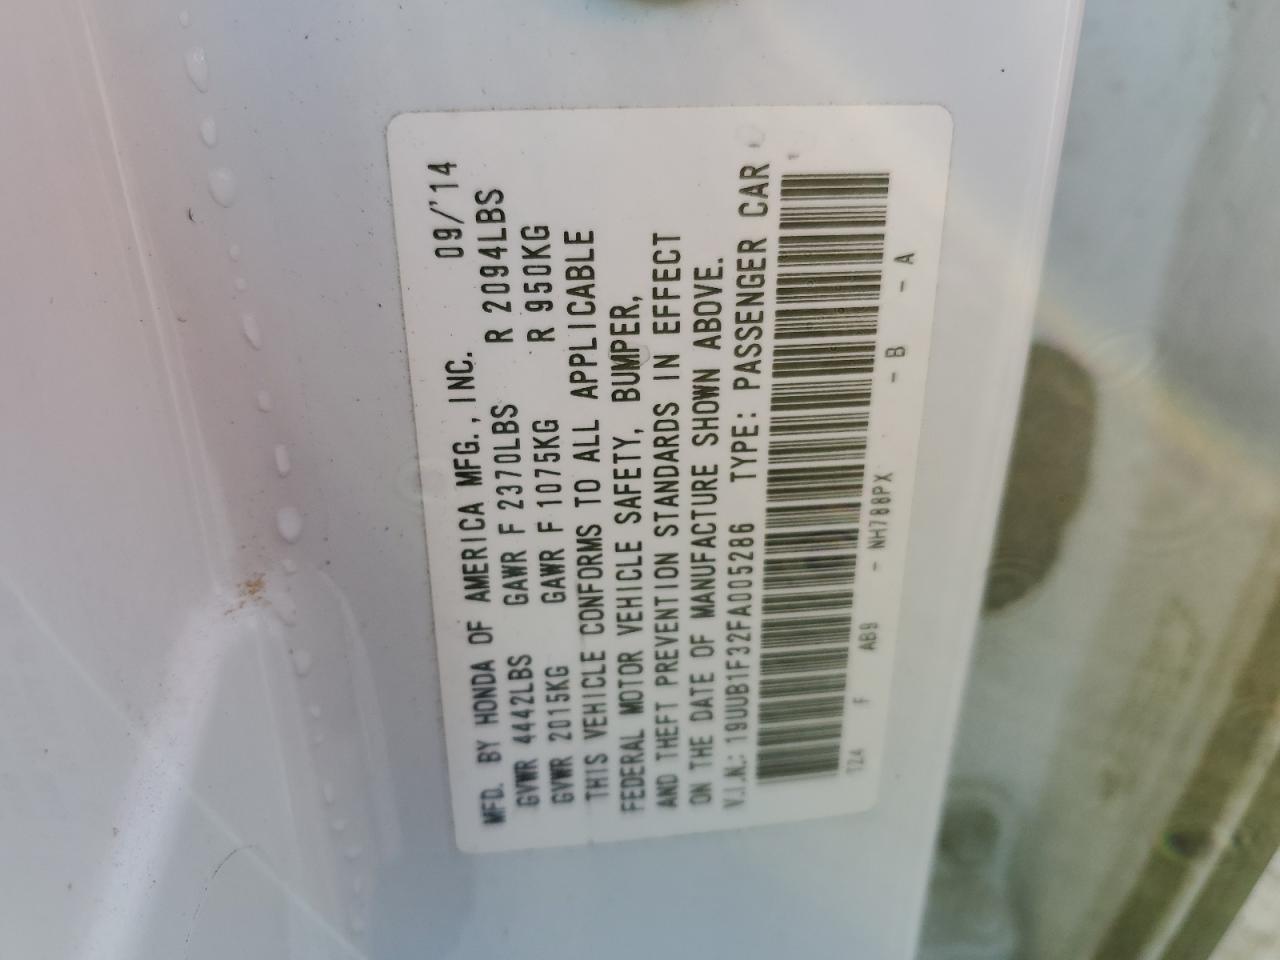 MFD. BY HONDA OF AMERICA MFG., INC. 09/'14
GVWR 4442LBS GAWR F 2370LBS R 2094LBS
GVWR 2015KG GAWR F 1075KG R 950KG
THIS VEHICLE CONFORMS TO ALL APPLICABLE
FEDERAL MOTOR VEHICLE SAFETY, BUMPER,
AND THEFT PREVENTION STANDARDS IN EFFECT
ON THE DATE OF MANUFACTURE SHOWN ABOVE.
V.I.N.: 19UUB1F32FA005286 TYPE: PASSENGER CAR
TZ4 F AB9 - NH788PX - B - A